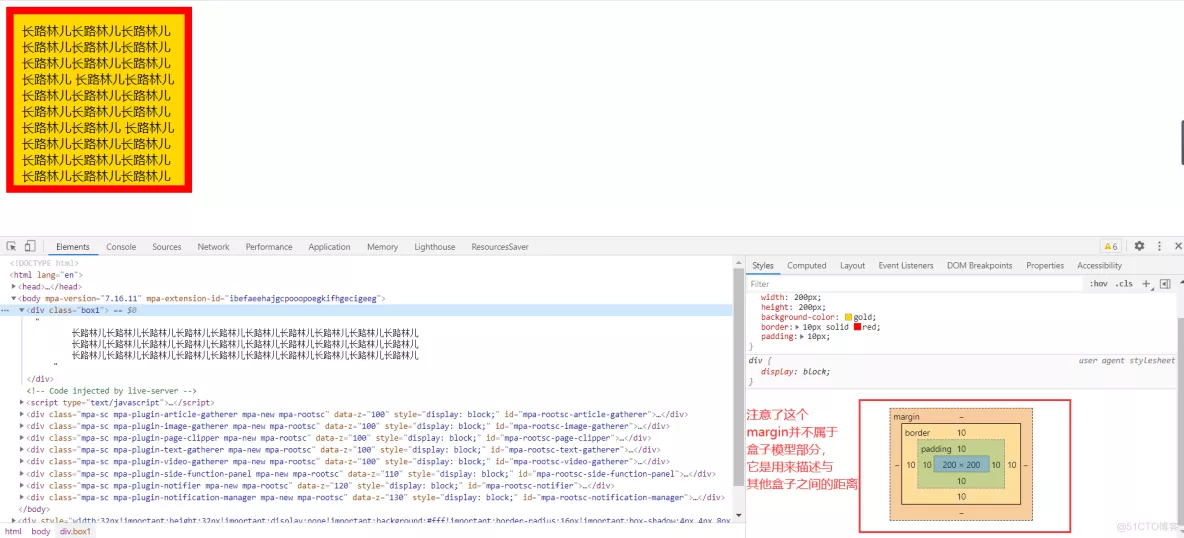 长路林儿长路林儿长路林儿
长路林儿长路林儿长路林儿
长路林儿长路林儿长路林儿
长路林儿 长路林儿长路林儿
长路林儿长路林儿长路林儿
长路林儿长路林儿长路林儿
长路林儿长路林儿 长路林儿
长路林儿长路林儿长路林儿
长路林儿长路林儿长路林儿
长路林儿长路林儿长路林儿
Elements Console Sources Network Performance Application Memory Lighthouse ResourcesSaver 6
<!DOCTYPE html>
<html lang="en">
<head>…</head>
<body mpa-version="7.16.11" mpa-extension-id="ibefaeehajgcpooopoegkifhgecigeeg">
<div class="box1"> == $0
"
长路林儿长路林儿长路林儿长路林儿长路林儿长路林儿长路林儿长路林儿长路林儿长路林儿
长路林儿长路林儿长路林儿长路林儿长路林儿长路林儿长路林儿长路林儿长路林儿长路林儿
长路林儿长路林儿长路林儿长路林儿长路林儿长路林儿长路林儿长路林儿长路林儿长路林儿
"
</div>
<!-- Code injected by live-server -->
<script type="text/javascript">…</script>
<div class="mpa-sc mpa-plugin-article-gatherer mpa-new mpa-rootsc" data-z="100" style="display: block;" id="mpa-rootsc-article-gatherer">…</div>
<div class="mpa-sc mpa-plugin-image-gatherer mpa-new mpa-rootsc" data-z="100" style="display: block;" id="mpa-rootsc-image-gatherer">…</div>
<div class="mpa-sc mpa-plugin-page-clipper mpa-new mpa-rootsc" data-z="100" style="display: block;" id="mpa-rootsc-page-clipper">…</div>
<div class="mpa-sc mpa-plugin-text-gatherer mpa-new mpa-rootsc" data-z="100" style="display: block;" id="mpa-rootsc-text-gatherer">…</div>
<div class="mpa-sc mpa-plugin-video-gatherer mpa-new mpa-rootsc" data-z="100" style="display: block;" id="mpa-rootsc-video-gatherer">…</div>
<div class="mpa-sc mpa-plugin-side-function-panel mpa-new mpa-rootsc" data-z="110" style="display: block;" id="mpa-rootsc-side-function-panel">…</div>
<div class="mpa-sc mpa-plugin-notifier mpa-new mpa-rootsc" data-z="120" style="display: block;" id="mpa-rootsc-notifier">…</div>
<div class="mpa-sc mpa-plugin-notification-manager mpa-new mpa-rootsc" data-z="130" style="display: block;" id="mpa-rootsc-notification-manager">…</div>
</body>
<div style="width:32px!important;height:32px!important;display:none!important;background:#fff!important;border-radius:16px!important;box-shadow:4px 4px 8px
html body div.box1
Styles Computed Layout Event Listeners DOM Breakpoints Properties Accessibility
Filter :hov .cls +
width: 200px;
height: 200px;
background-color: gold;
border: 10px solid red;
padding: 10px;
}
div { user agent stylesheet
display: block;
}
注意了这个
margin并不属于
盒子模型部分,
它是用来描述与
其他盒子之间的距离
margin –
border 10
padding 10
– 10 10 200 × 200 10 10 –
10
10
–
@51CTO博客